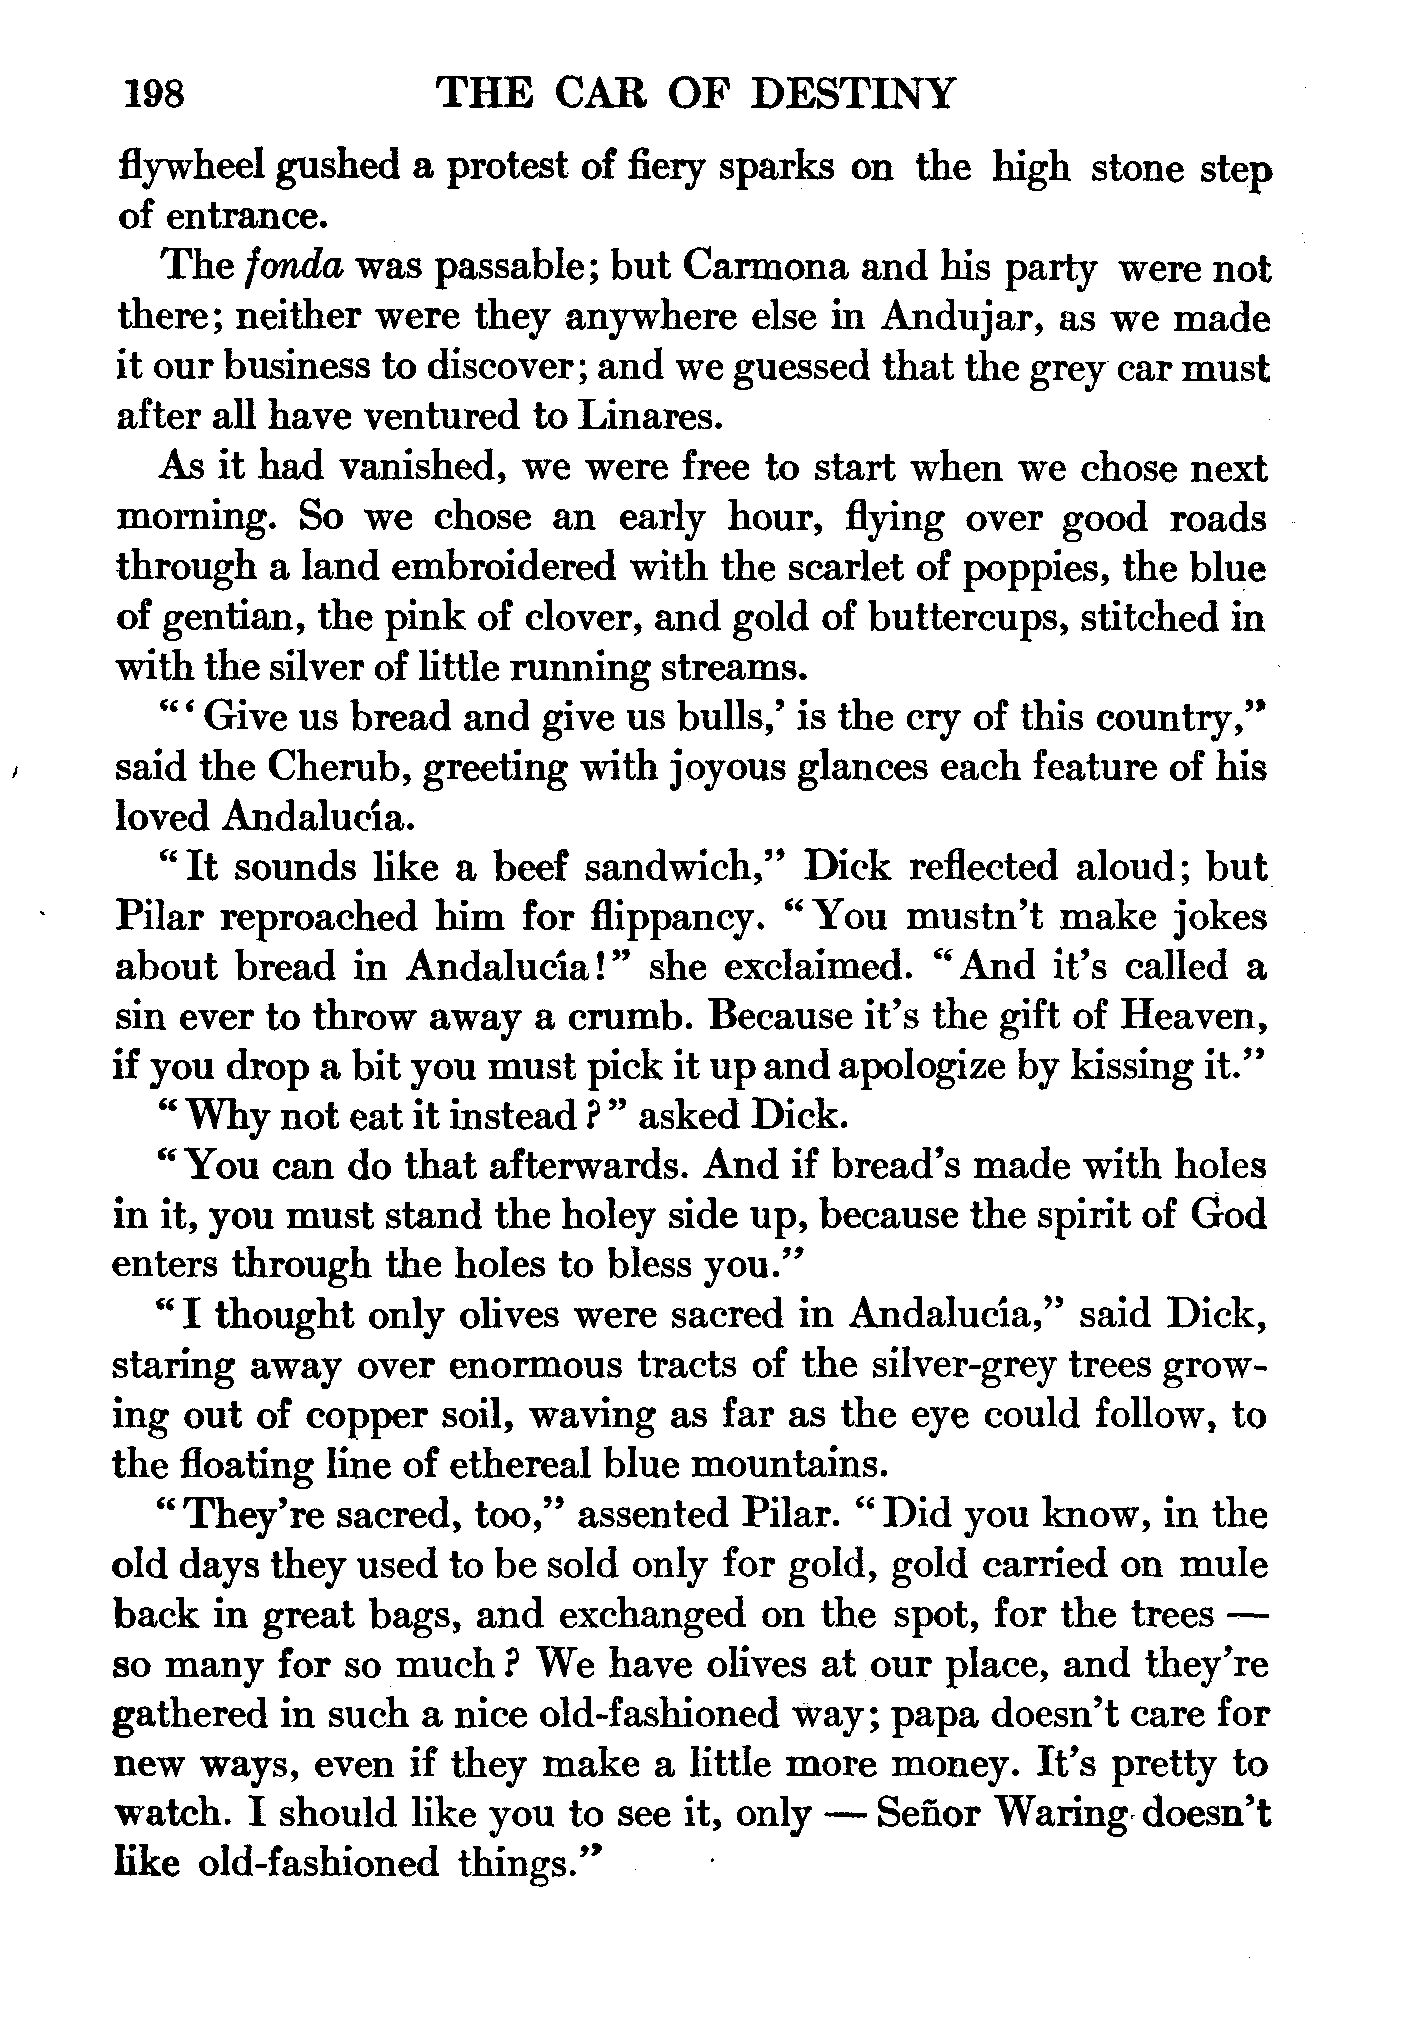 198 THE CAR OF DESTINY
flywheel gushed a protest of fiery sparks on the high stone step
of entrance.
The fonda was passable; but Carmona and his party were not
there; neither were they anywhere else in Andujar, as we made
it our business to discover; and we guessed that the grey car must
after all have ventured to Linares.
As it had vanished, we were free to start when we chose next
morning. So we chose an early hour, flying over good roads
through a land embroidered with the scarlet of poppies, the blue
of gentian, the pink of clover, and gold of buttercups, stitched in
with the silver of little running streams.
“‘Give us bread and give us bulls,’ is the cry of this country,”
said the Cherub, greeting with joyous glances each feature of his
loved Andalucía.
“It sounds like a beef sandwich,” Dick reflected aloud; but
Pilar reproached him for flippancy. “You mustn’t make jokes
about bread in Andalucía!” she exclaimed. “And it’s called a
sin ever to throw away a crumb. Because it’s the gift of Heaven,
if you drop a bit you must pick it up and apologize by kissing it.”
“Why not eat it instead?” asked Dick.
“You can do that afterwards. And if bread’s made with holes
in it, you must stand the holey side up, because the spirit of God
enters through the holes to bless you.”
“I thought only olives were sacred in Andalucía,” said Dick,
staring away over enormous tracts of the silver-grey trees grow-
ing out of copper soil, waving as far as the eye could follow, to
the floating line of ethereal blue mountains.
“They’re sacred, too,” assented Pilar. “Did you know, in the
old days they used to be sold only for gold, gold carried on mule
back in great bags, and exchanged on the spot, for the trees —
so many for so much? We have olives at our place, and they’re
gathered in such a nice old-fashioned way; papa doesn’t care for
new ways, even if they make a little more money. It’s pretty to
watch. I should like you to see it, only — Señor Waring doesn’t
like old-fashioned things.”